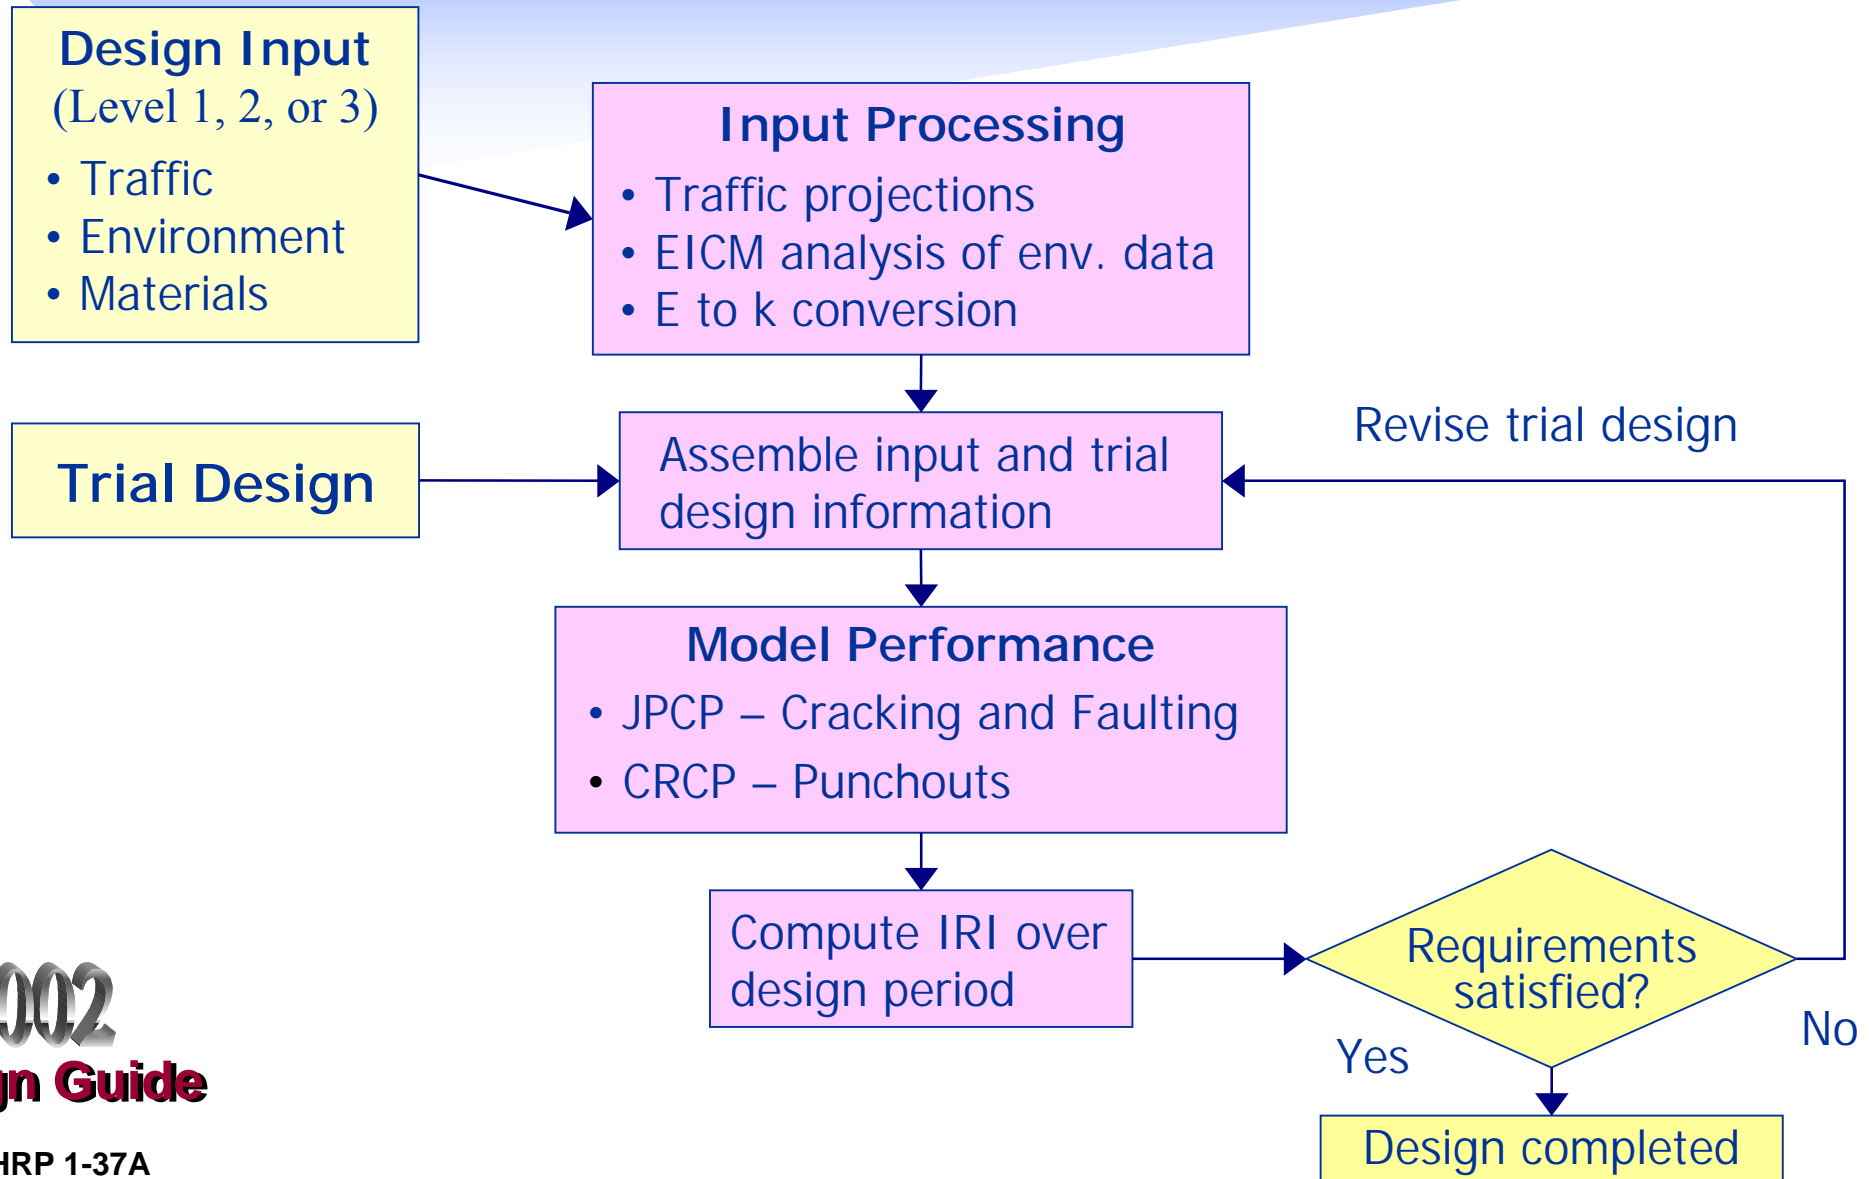 Design Input
(Level 1, 2, or 3)
• Traffic
• Environment
• Materials
Input Processing
• Traffic projections
• EICM analysis of env. data
• E to k conversion
Trial Design
Assemble input and trial
design information
Revise trial design
Model Performance
• JPCP – Cracking and Faulting
• CRCP – Punchouts
Compute IRI over
design period
Requirements
satisfied?
Yes
No
Design completed
002
gn Guide
HRP 1-37A